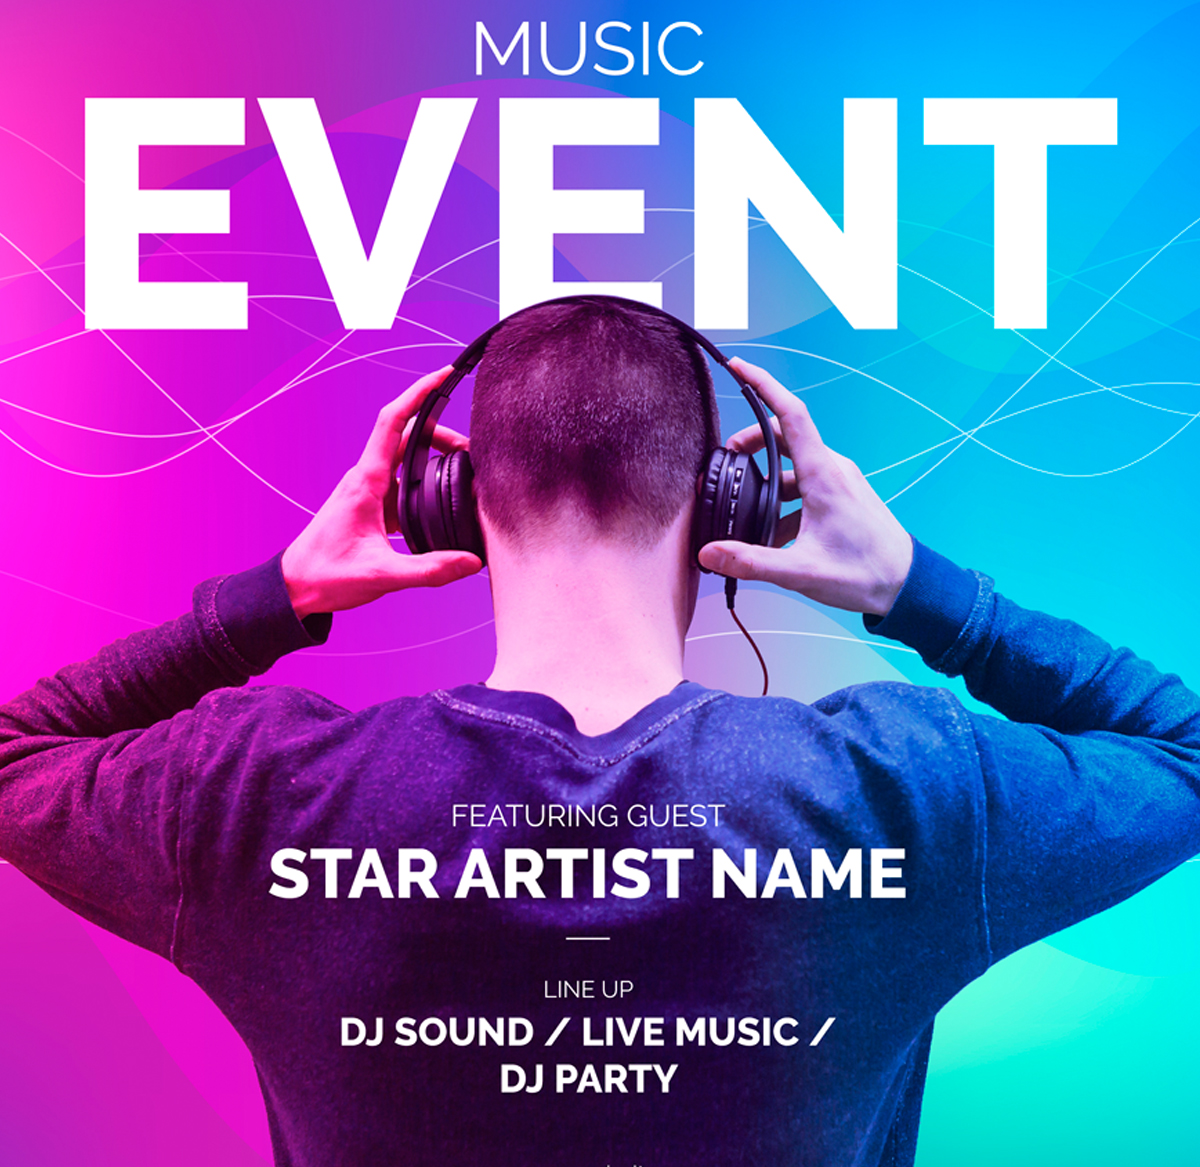 MUSIC
EVENT
FEATURING GUEST
STAR ARTIST NAME
LINE UP
DJ SOUND / LIVE MUSIC /
DJ PARTY